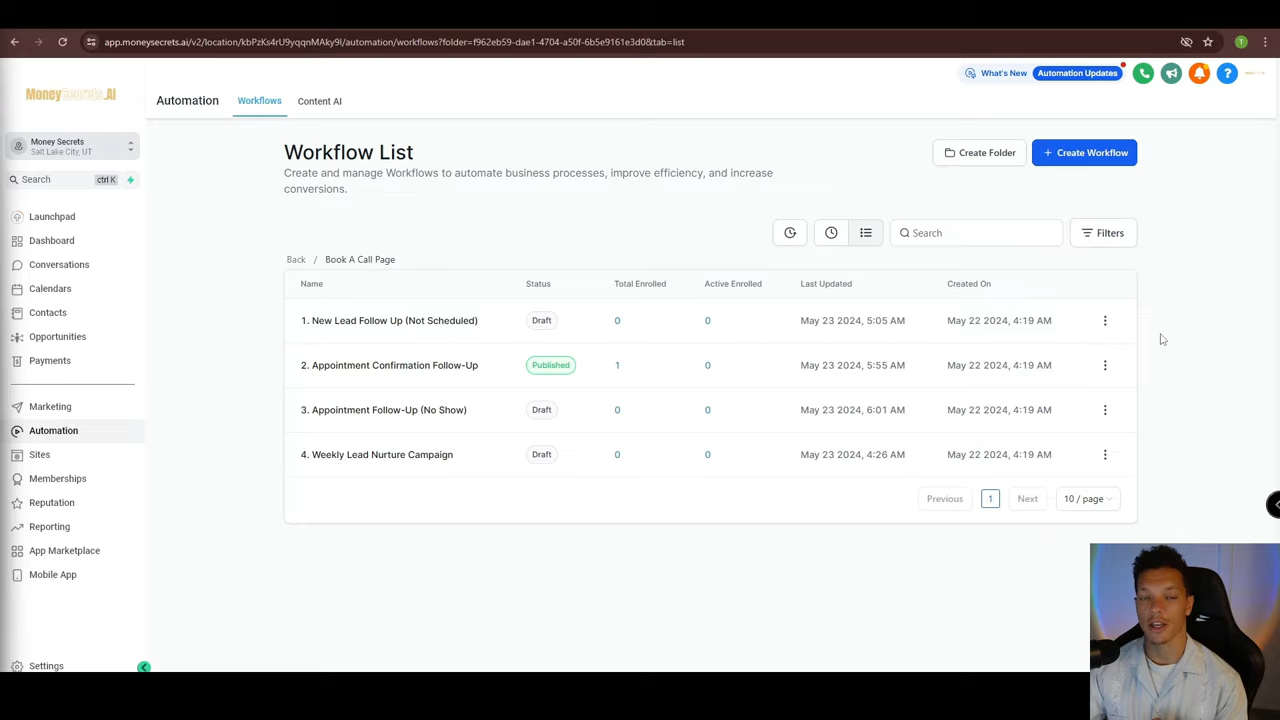 app.moneysecrets.ai/v2/location/kbPzKs4rU9yqqnMAky9I/automation/workflows?folder=f962eb59-dae1-4704-a50f-6b5e9161e3d0&tab=list
T
MoneySecrets.AI
Automation
Workflows
Content AI
What's New
Automation Updates
?
Money Secrets
Salt Lake City, UT
Search
ctrl K
Launchpad
Dashboard
Conversations
Calendars
Contacts
Opportunities
Payments
Marketing
Automation
Sites
Memberships
Reputation
Reporting
App Marketplace
Mobile App
Settings
Workflow List
Create and manage Workflows to automate business processes, improve efficiency, and increase
conversions.
Create Folder
+ Create Workflow
Search
Filters
Back / Book A Call Page
Name Status Total Enrolled Active Enrolled Last Updated Created On
1. New Lead Follow Up (Not Scheduled) Draft 0 0 May 23 2024, 5:05 AM May 22 2024, 4:19 AM
2. Appointment Confirmation Follow-Up Published 1 0 May 23 2024, 5:55 AM May 22 2024, 4:19 AM
3. Appointment Follow-Up (No Show) Draft 0 0 May 23 2024, 6:01 AM May 22 2024, 4:19 AM
4. Weekly Lead Nurture Campaign Draft 0 0 May 23 2024, 4:26 AM May 22 2024, 4:19 AM
Previous 1 Next 10 / page